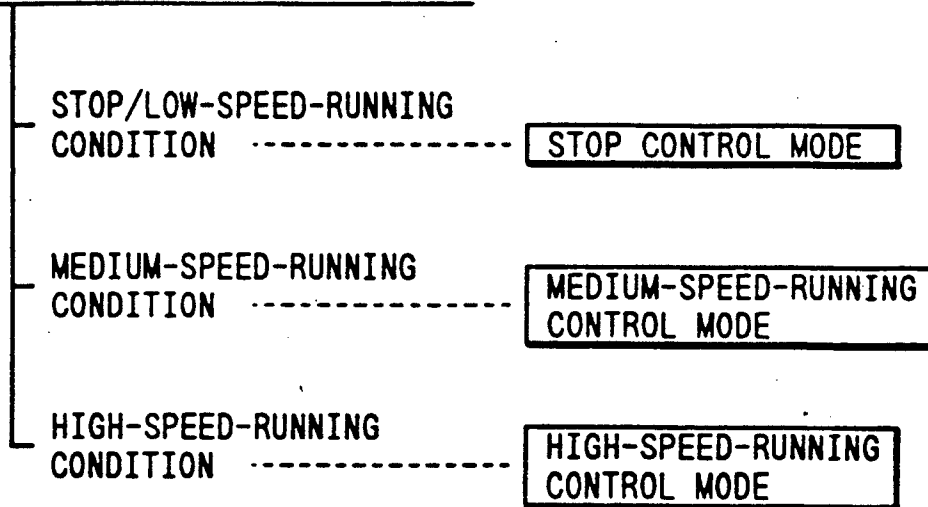 STOP/LOW-SPEED-RUNNING
CONDITION
STOP CONTROL MODE
MEDIUM-SPEED-RUNNING
CONDITION
MEDIUM-SPEED-RUNNING
CONTROL MODE
HIGH-SPEED-RUNNING
CONDITION
HIGH-SPEED-RUNNING
CONTROL MODE